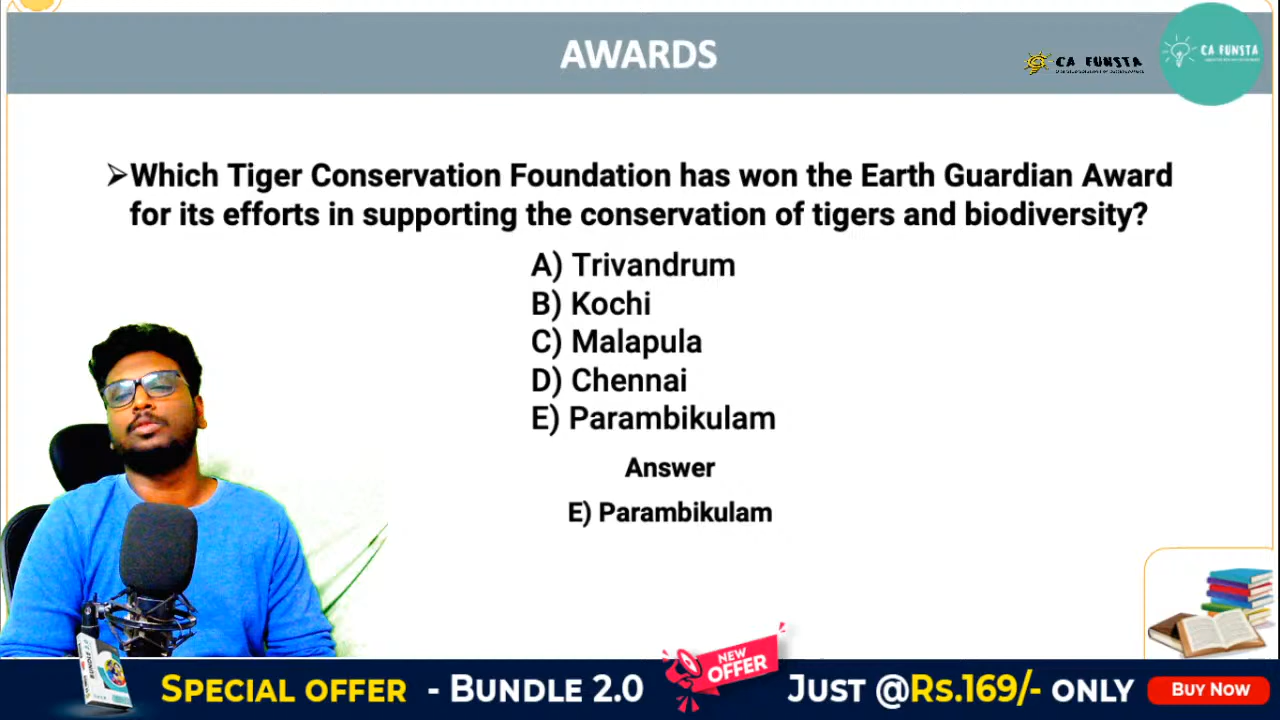 AWARDS
CA FUNSTA
CA FUNSTA
➢Which Tiger Conservation Foundation has won the Earth Guardian Award
for its efforts in supporting the conservation of tigers and biodiversity?
A) Trivandrum
B) Kochi
C) Malapula
D) Chennai
E) Parambikulam
Answer
E) Parambikulam
NEW
OFFER
SPECIAL OFFER - BUNDLE 2.0
JUST @Rs.169/- ONLY
BUY NOW